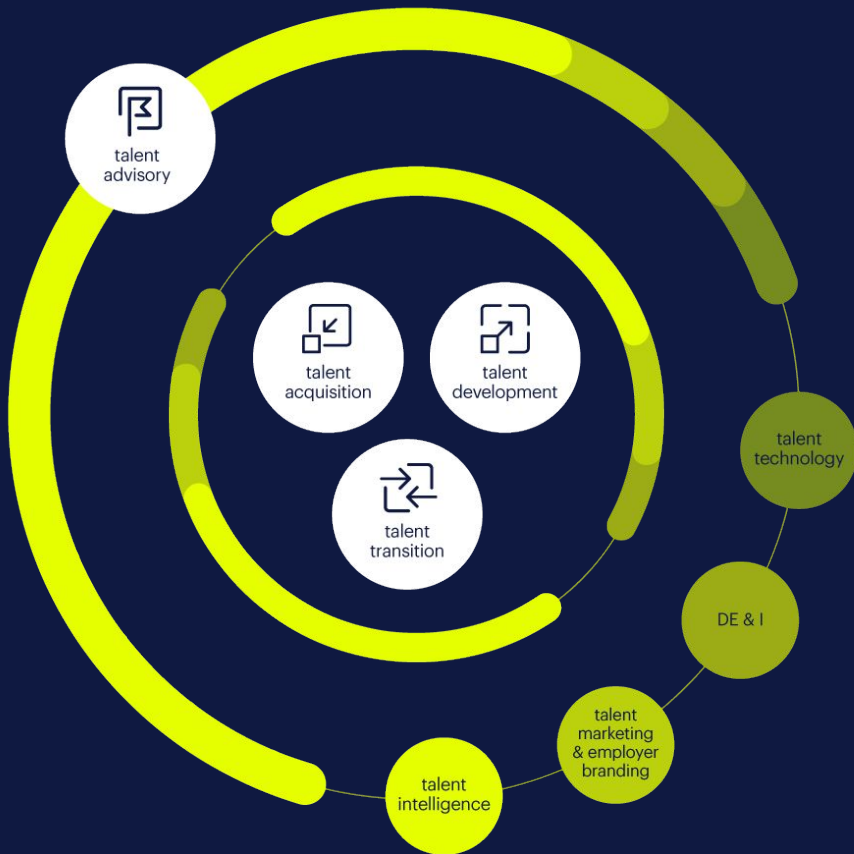 talent
advisory
talent
acquisition
talent
development
talent
transition
talent
technology
DE & I
talent
marketing
& employer
branding
talent
intelligence